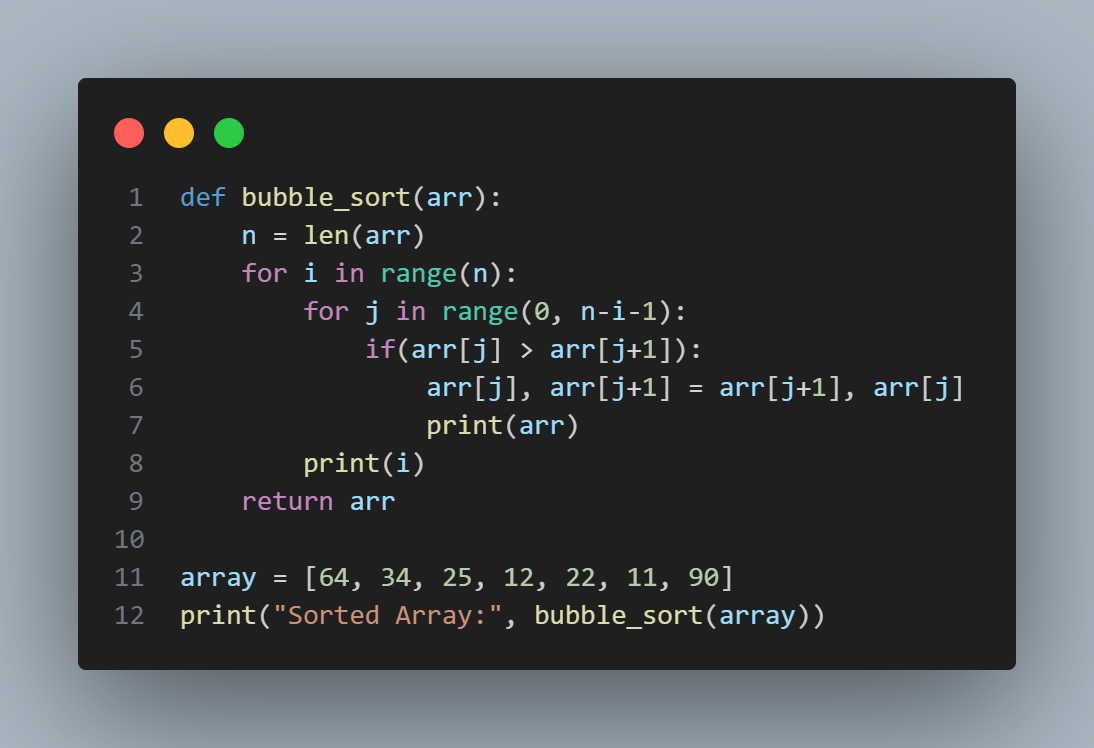 1 def bubble_sort(arr):
2     n = len(arr)
3     for i in range(n):
4         for j in range(0, n-i-1):
5             if(arr[j] > arr[j+1]):
6                 arr[j], arr[j+1] = arr[j+1], arr[j]
7                 print(arr)
8         print(i)
9     return arr
10
11 array = [64, 34, 25, 12, 22, 11, 90]
12 print("Sorted Array:", bubble_sort(array))